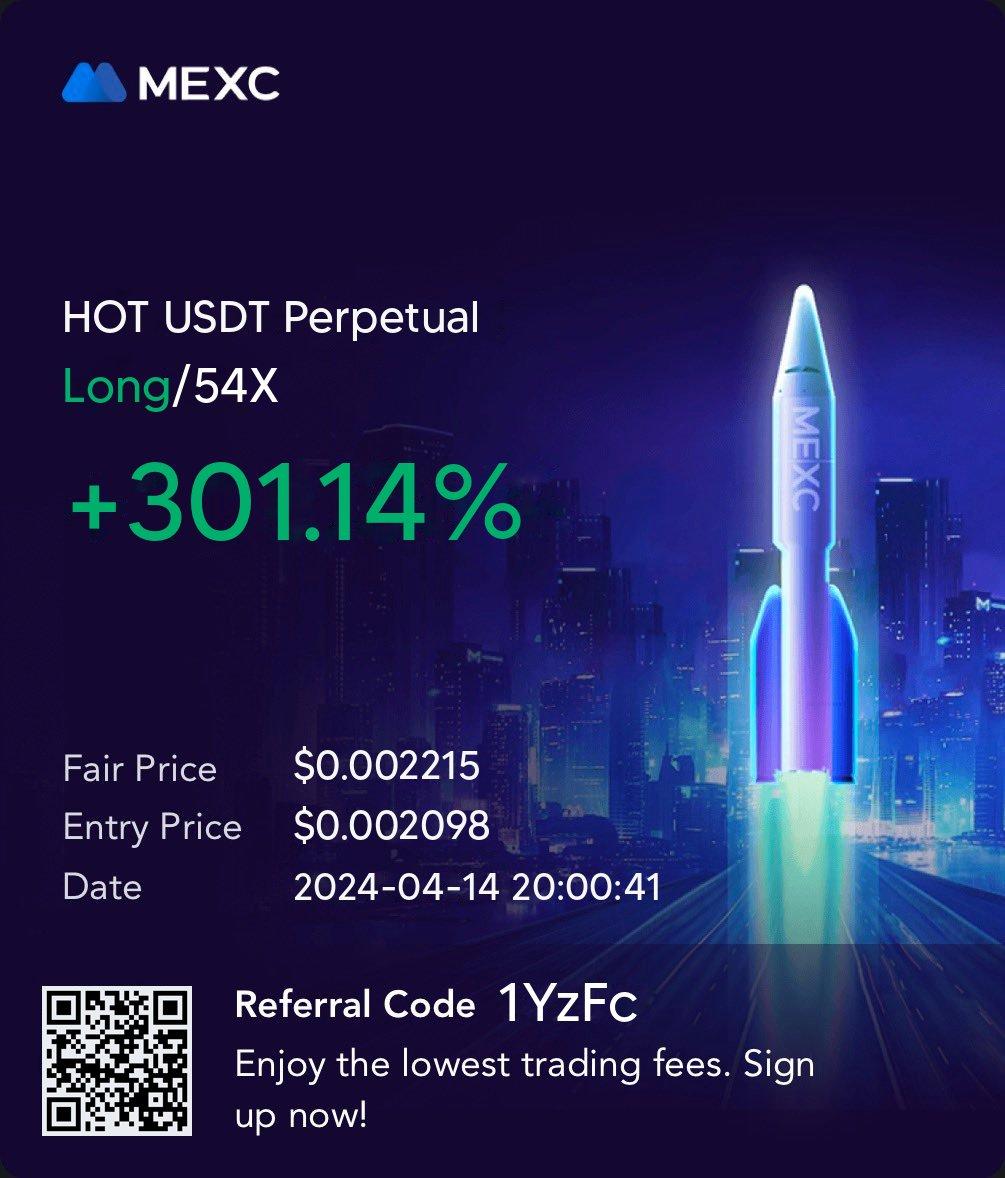 MEXC
HOT USDT Perpetual
Long/54X
+301.14%
MEXC
M
M
Fair Price $0.002215
Entry Price $0.002098
Date 2024-04-14 20:00:41
Referral Code 1YzFc
Enjoy the lowest trading fees. Sign
up now!